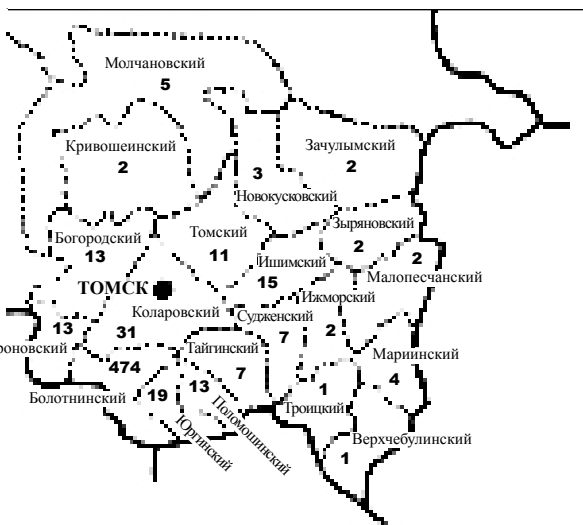 Молчановский
5
Кривошеинский
2
Зачулымский
2
3
Новокусковский
Богородский
13
Томский
11
Зыряновский
2
2
Ишимский
15
Малопесчанский
ТОМСК
Коларовский
Ижморский
13
31
Судженский
7
2
роновский
474
Тайгинский
7
Мариинский
4
Болотнинский
19
13
1
Троицкий
Юргинский
Поломошинский
Верхчебулинский
1